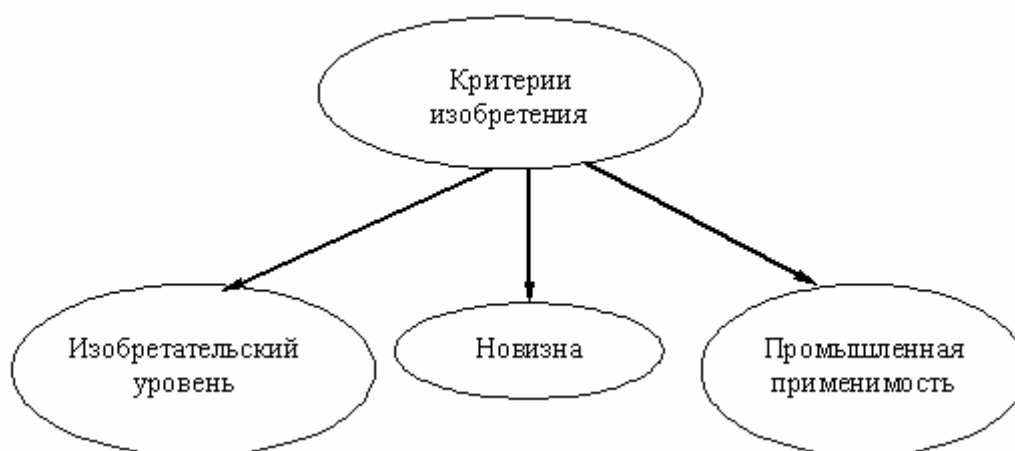 Критерии
изобретения
Изобретательский
уровень
Новизна
Промышленная
применимость